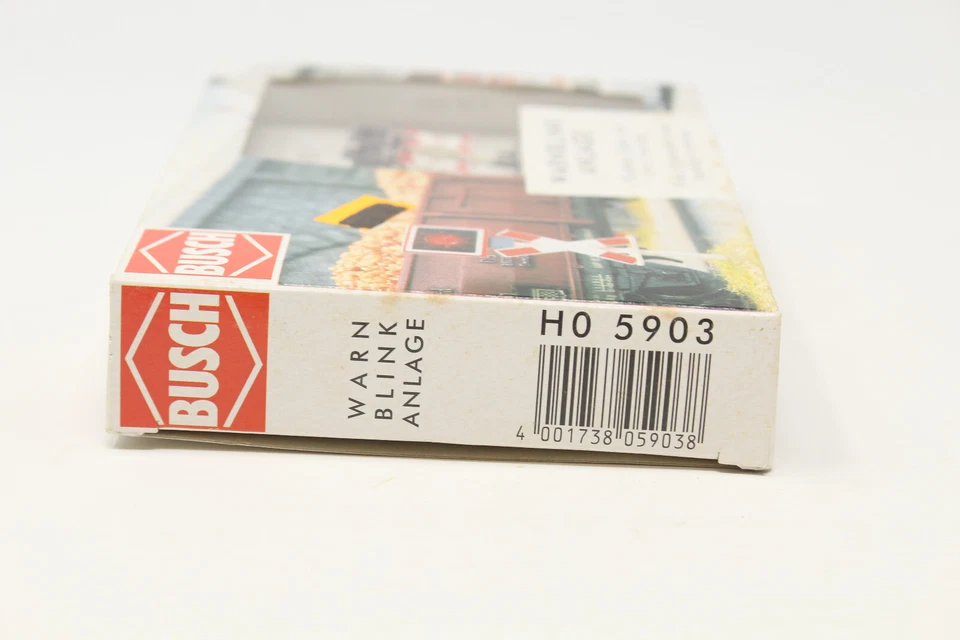 BUSCH
BUSCH
WARN
BLINK
ANLAGE
H0 5903
4 001738 059038